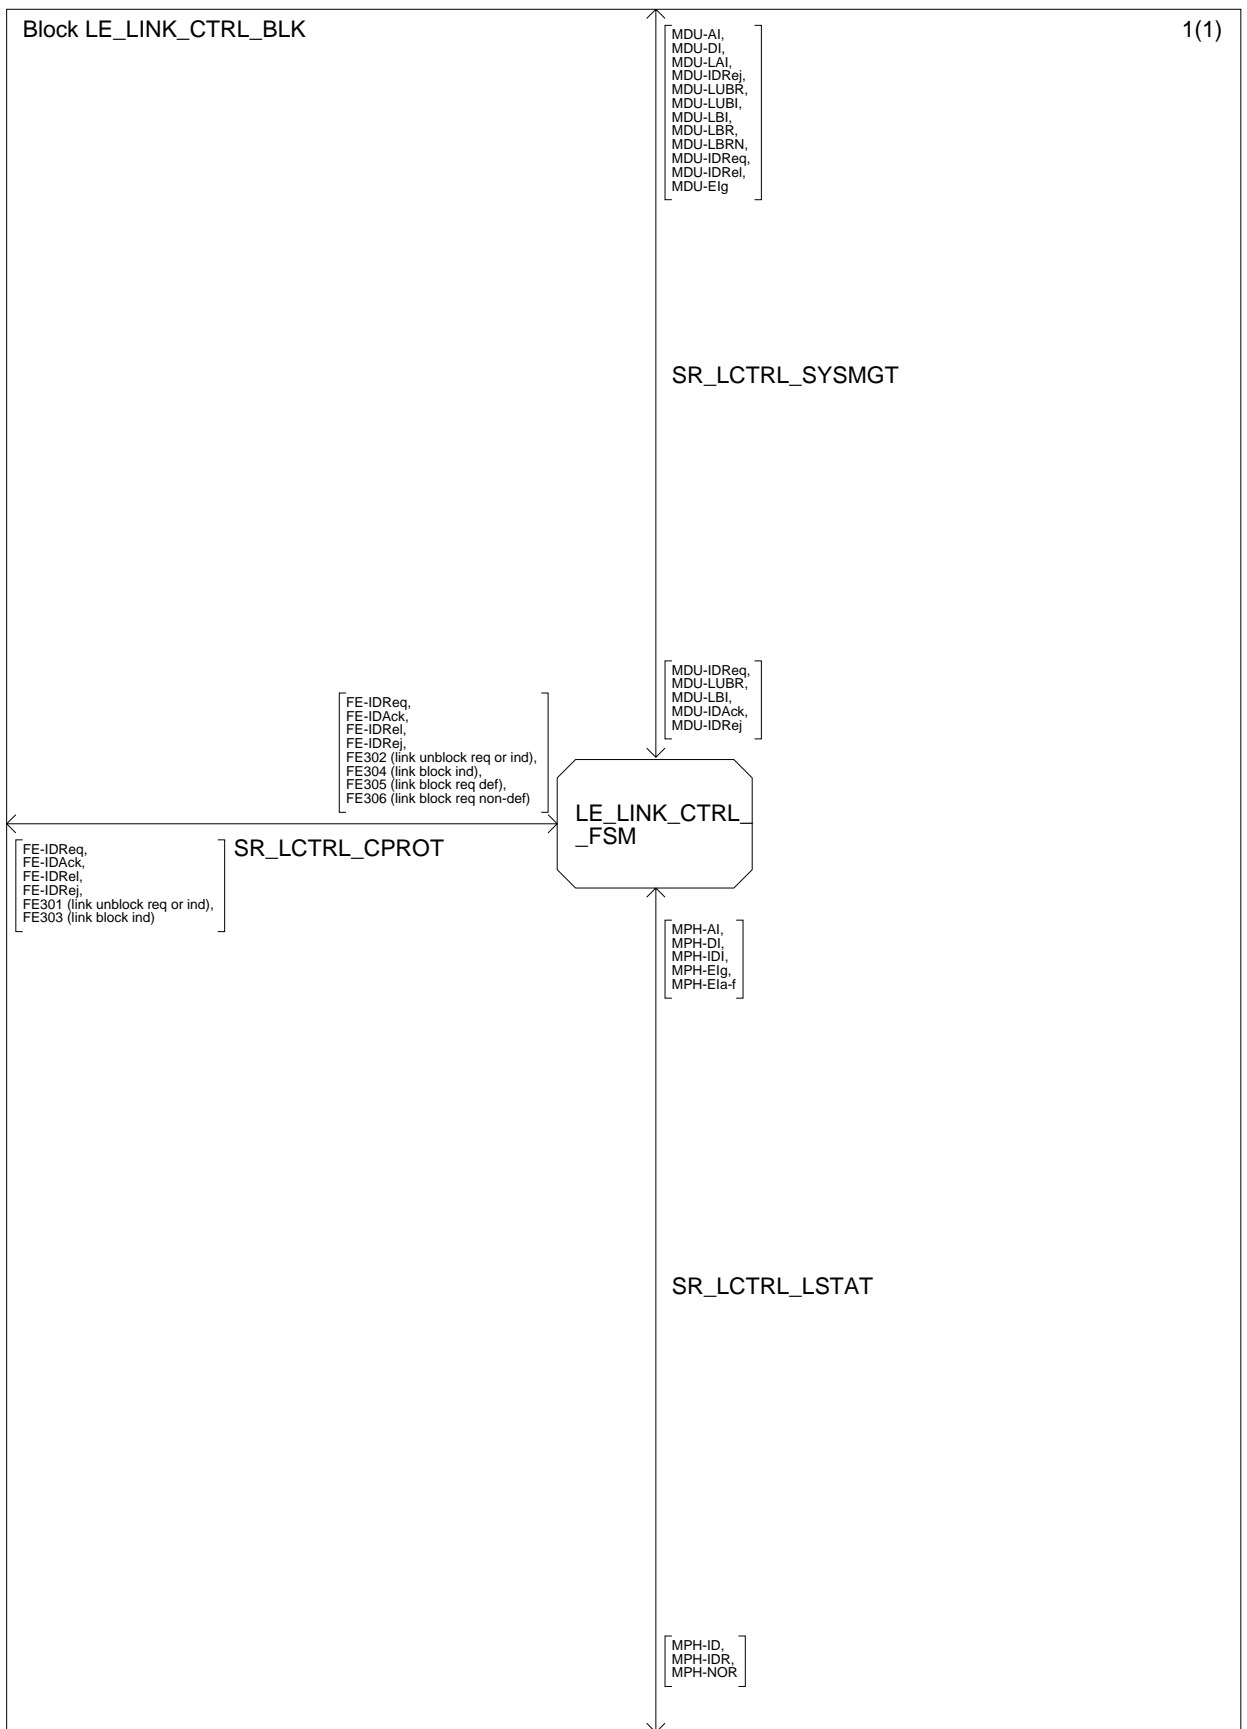 Block LE_LINK_CTRL_BLK
1(1)
MDU-AI,
MDU-DI,
MDU-LAI,
MDU-IDRej,
MDU-LUBR,
MDU-LUBI,
MDU-LBI,
MDU-LBR,
MDU-LBRN,
MDU-IDReq,
MDU-IDRel,
MDU-EIg
SR_LCTRL_SYSMGT
MDU-IDReq,
MDU-LUBR,
MDU-LBI,
MDU-IDAck,
MDU-IDRej
FE-IDReq,
FE-IDAck,
FE-IDRel,
FE-IDRej,
FE302 (link unblock req or ind),
FE304 (link block ind),
FE305 (link block req def),
FE306 (link block req non-def)
LE_LINK_CTRL_
_FSM
SR_LCTRL_CPROT
FE-IDReq,
FE-IDAck,
FE-IDRel,
FE-IDRej,
FE301 (link unblock req or ind),
FE303 (link block ind)
MPH-AI,
MPH-DI,
MPH-IDI,
MPH-EIg,
MPH-EIa-f
SR_LCTRL_LSTAT
MPH-ID,
MPH-IDR,
MPH-NOR